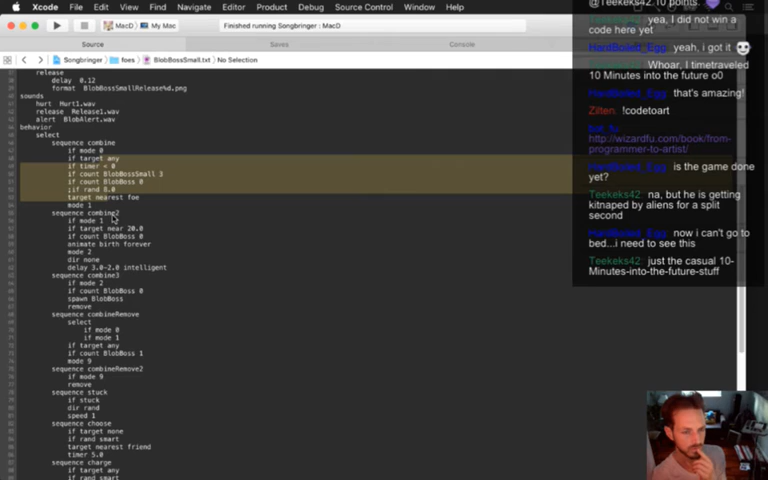 Xcode File Edit View Find Navigate Editor Product Debug Source Control Window Help
MacD My Mac
Finished running Songbringer : MacD
Source
Saves
Console
Songbringer foes BlobBossSmall.txt No Selection
release
delay 0.12
format BlobBossSmallRelease%d.png
sounds
hurt Hurt1.wav
release Release1.wav
alert BlobAlert.wav
behavior
select
sequence combine
if mode 0
if target any
if timer < 0
if count BlobBossSmall 3
if count BlobBoss 0
;if rand 8.0
target nearest foe
mode 1
sequence combine2
if mode 1
if target near 20.0
if count BlobBoss 0
animate birth forever
mode 2
dir none
delay 3.0~2.0 intelligent
sequence combine3
if mode 2
if count BlobBoss 0
spawn BlobBoss
remove
sequence combineRemove
select
if mode 0
if mode 1
if target any
if count BlobBoss 1
mode 9
sequence combineRemove2
if mode 9
remove
sequence stuck
if stuck
dir rand
speed 1
sequence choose
if target none
if rand smart
target nearest friend
timer 5.0
sequence charge
if target any
if rand smart
@Teekeks42 10 points.
yea, I did not win a
code here yet
HardBoiled_Egg: yeah, i got it
Teekeks42: Whoar, I timetraveled
10 Minutes into the future o0
HardBoiled_Egg: that's amazing!
Zilten: !codetoart
http://wizardfu.com/book/from-
programmer-to-artist/
HardBoiled_Egg: is the game done
yet?
Teekeks42: na, but he is getting
kitnaped by aliens for a split
second
HardBoiled_Egg: now i can't go to
bed...i need to see this
Teekeks42: just the casual 10-
Minutes-into-the-future-stuff